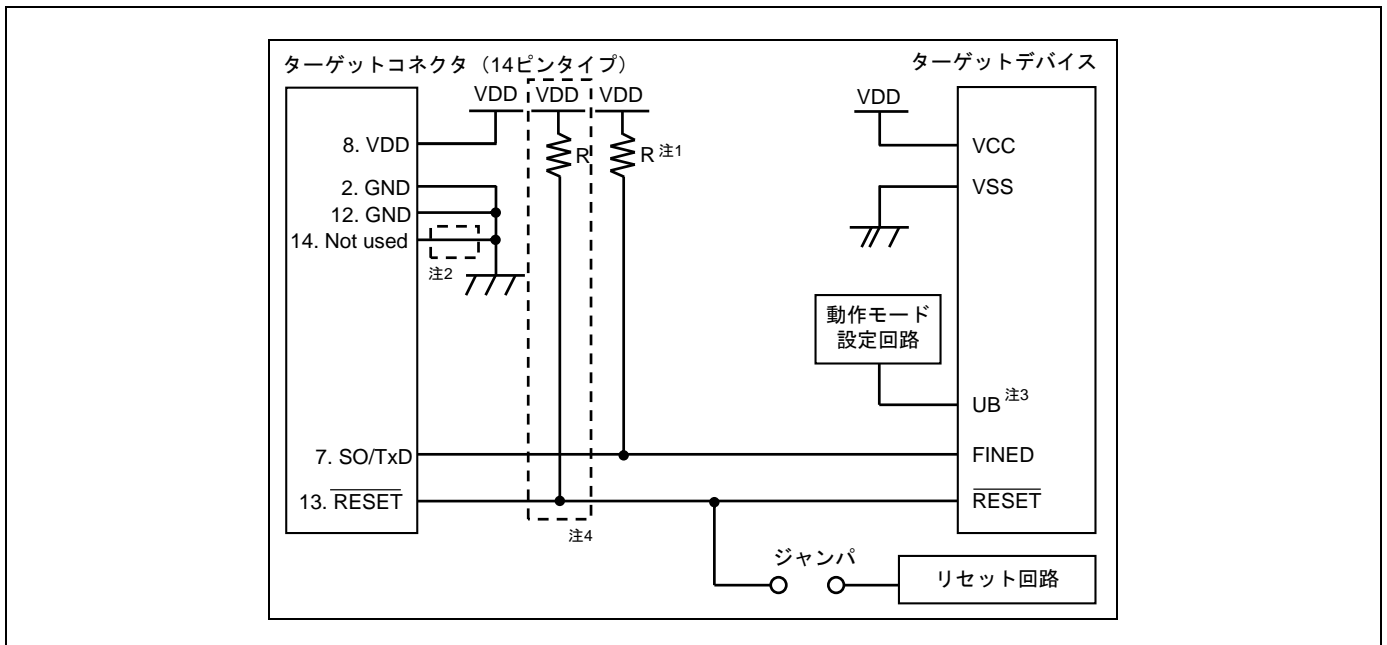 ターゲットコネクタ（14ピンタイプ）
ターゲットデバイス
VDD
VDD
VDD
VDD
8. VDD
R
R 注1
VCC
2. GND
VSS
12. GND
14. Not used
注2
動作モード
設定回路
UB 注3
7. SO/TxD
FINED
13. RESET
RESET
注4
ジャンパ
リセット回路